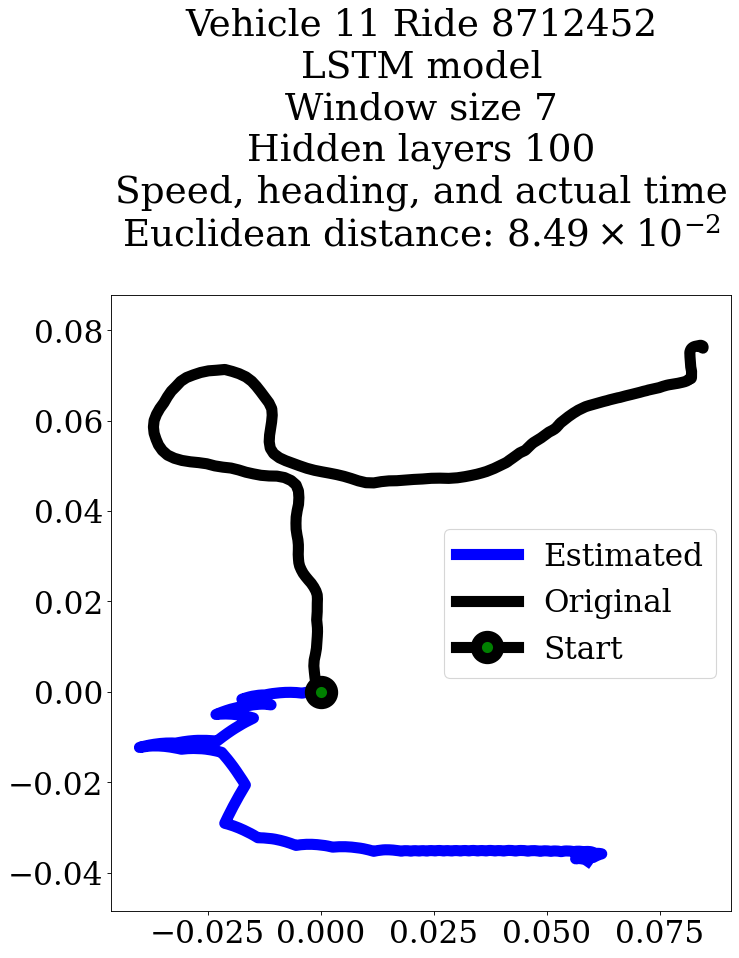 Vehicle 11 Ride 8712452
LSTM model
Window size 7
Hidden layers 100
Speed, heading, and actual time
Euclidean distance: 8.49 × 10⁻²
0.08
0.06
0.04
0.02
0.00
−0.02
−0.04
Estimated
Original
Start
−0.025 0.000 0.025 0.050 0.075